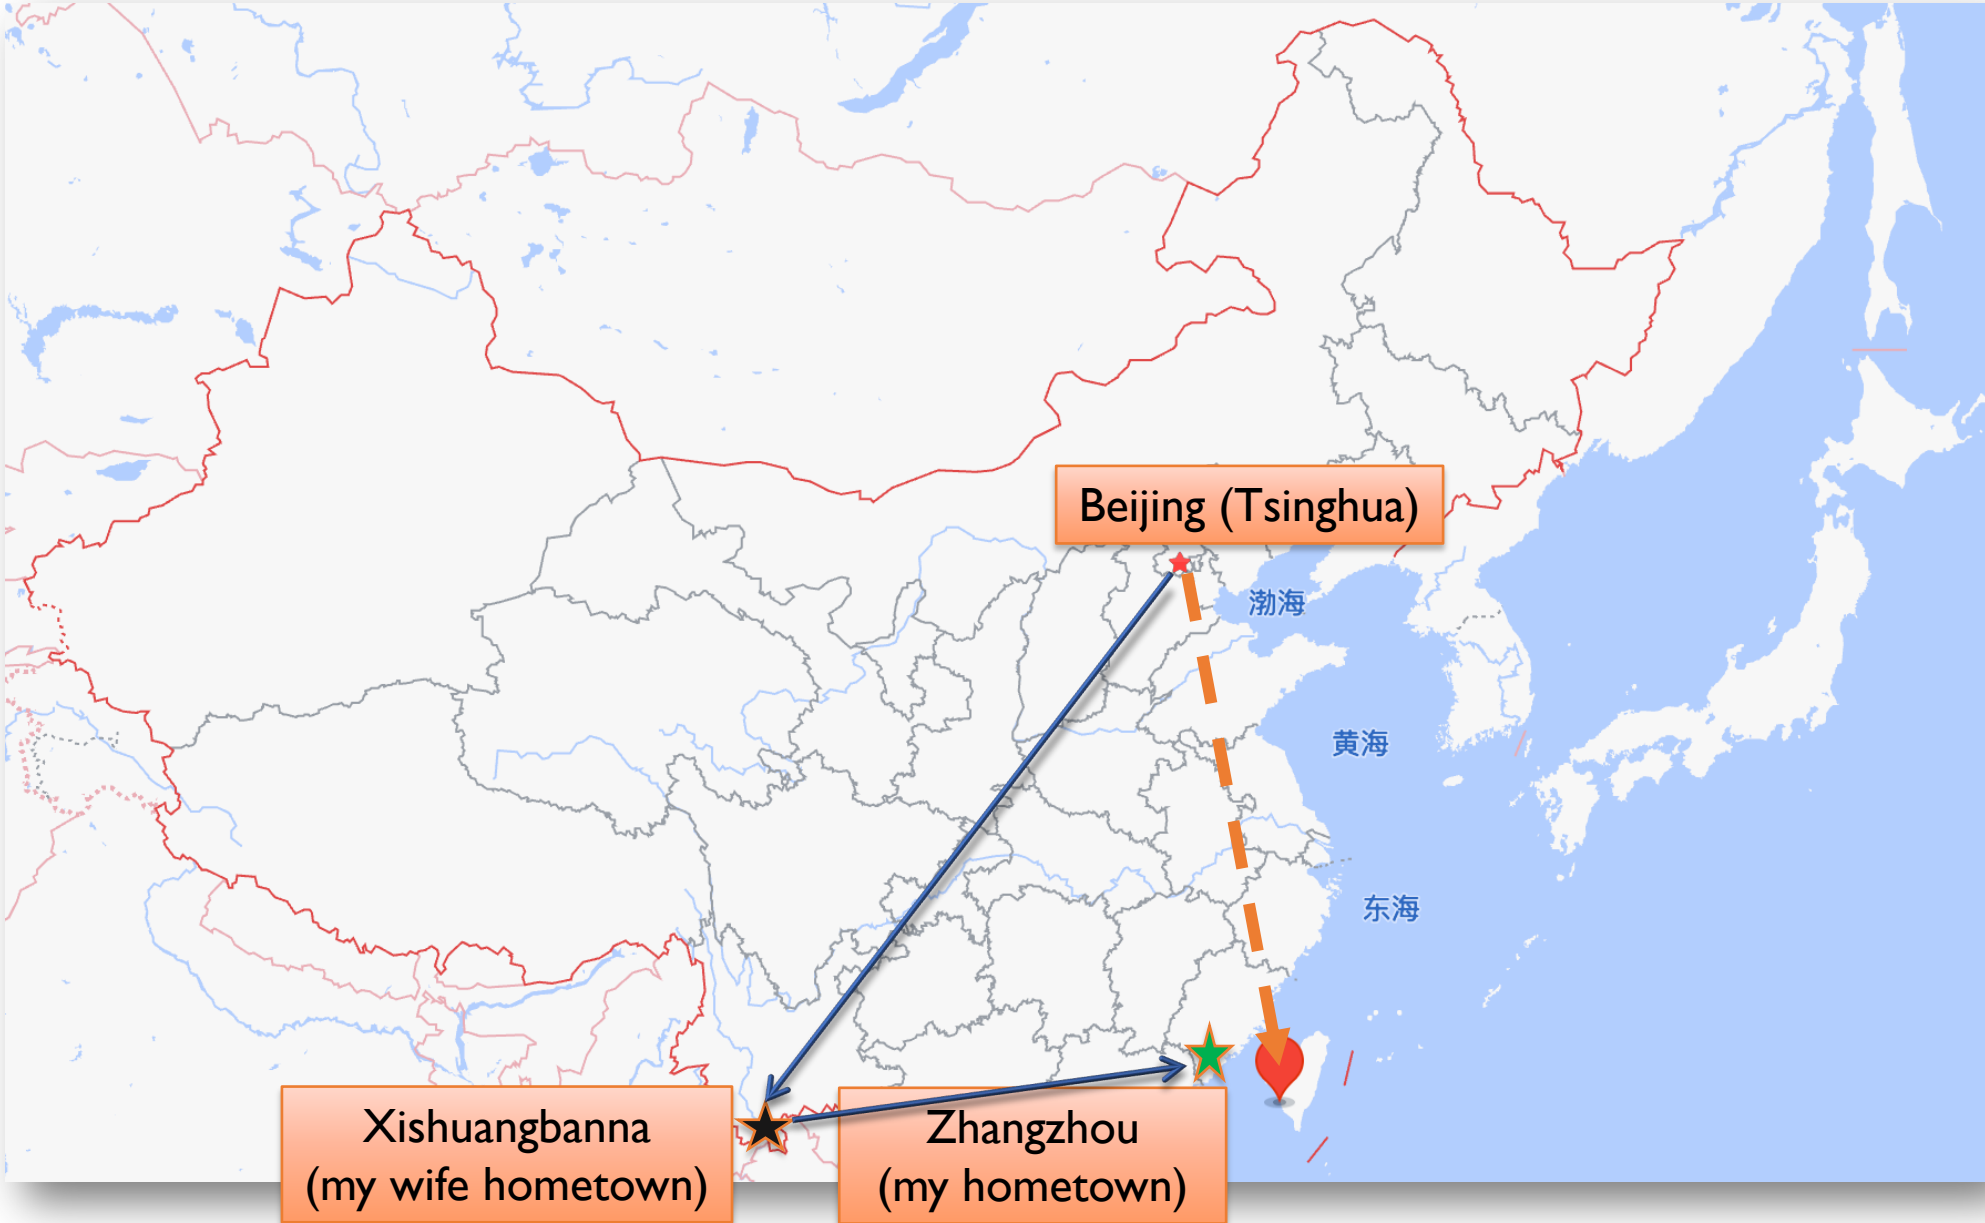 Beijing (Tsinghua)
渤海
黄海
东海
Xishuangbanna
(my wife hometown)
Zhangzhou
(my hometown)